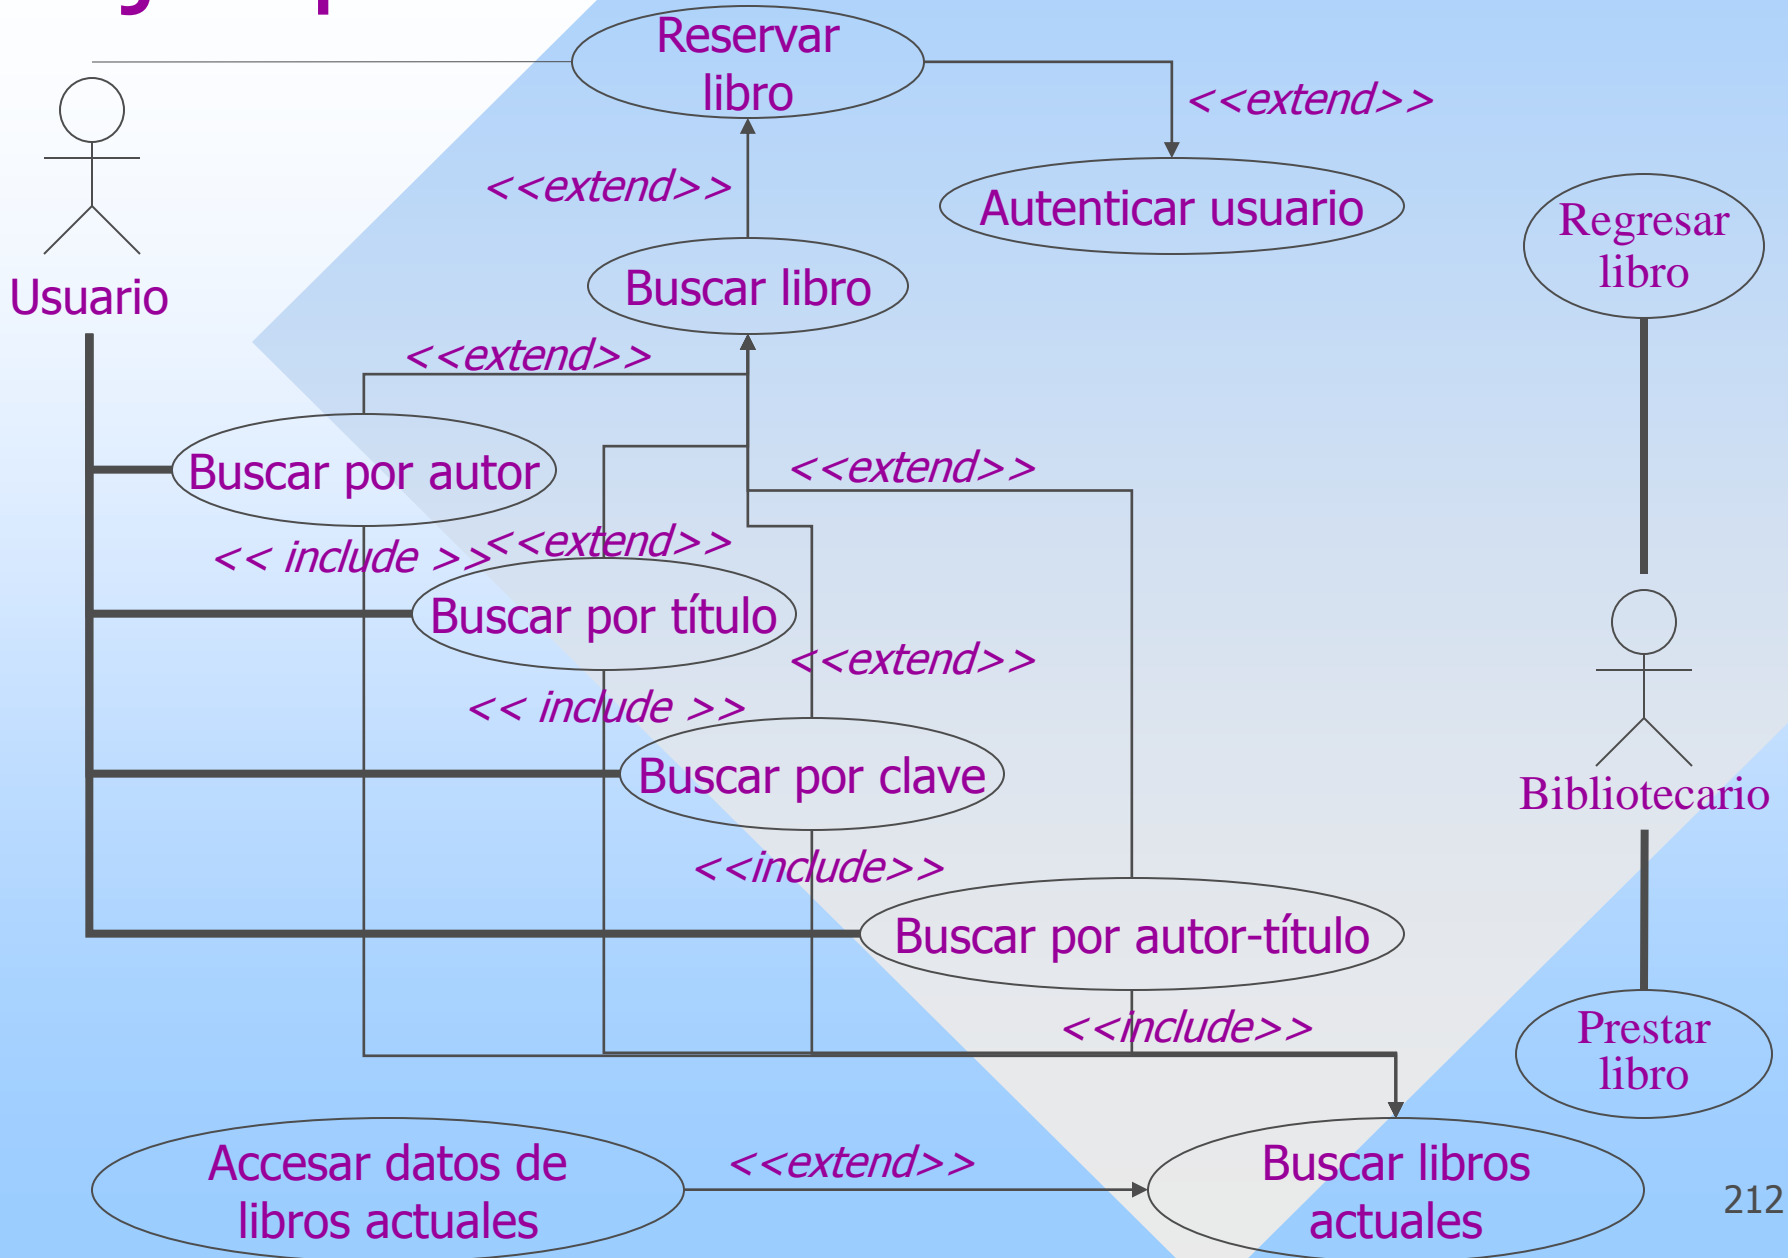 Reservar
libro
<<extend>>
<<extend>>
Autenticar usuario
Regresar
libro
Buscar libro
Usuario
<<extend>>
Buscar por autor
<<extend>>
<< include >>
<<extend>>
Buscar por título
<<extend>>
<< include >>
Buscar por clave
Bibliotecario
<<include>>
Buscar por autor-título
<<include>>
Prestar
libro
Accesar datos de
libros actuales
<<extend>>
Buscar libros
actuales
212